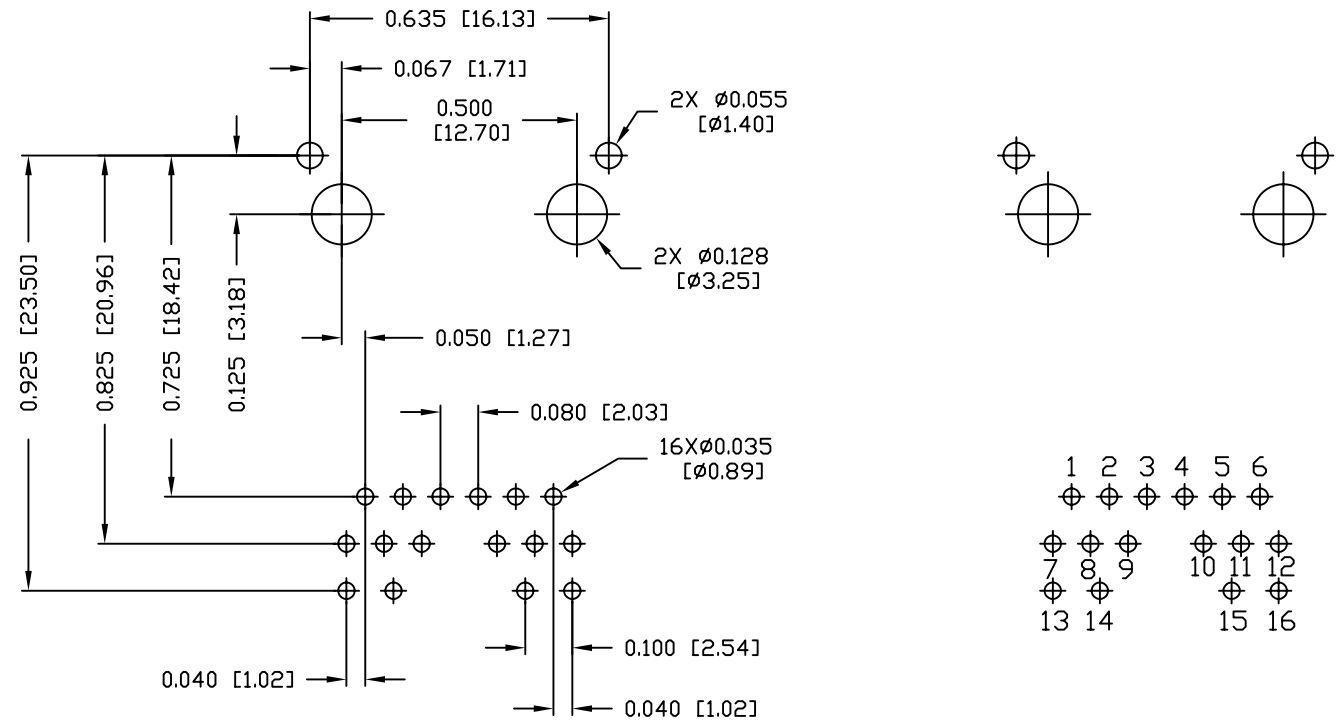 0.635 [16.13]
0.067 [1.71]
0.500
[12.70]
2X Ø0.055
[Ø1.40]
2X Ø0.128
[Ø3.25]
0.925 [23.50]
0.825 [20.96]
0.725 [18.42]
0.125 [3.18]
0.050 [1.27]
0.080 [2.03]
16XØ0.035
[Ø0.89]
0.100 [2.54]
0.040 [1.02]
0.040 [1.02]
1 2 3 4 5 6
7 8 9 10 11 12
13 14 15 16